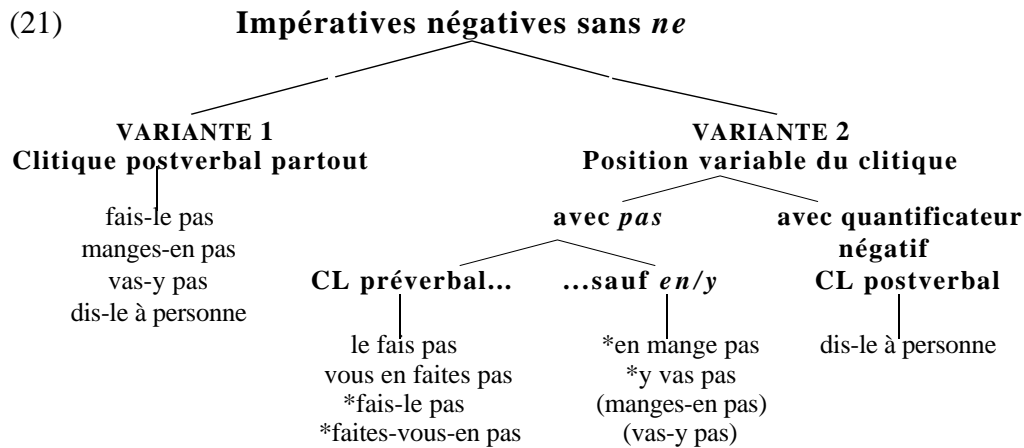 (21) Impératives négatives sans ne
VARIANTE 1
Clitique postverbal partout
fais-le pas
manges-en pas
vas-y pas
dis-le à personne
VARIANTE 2
Position variable du clitique
avec pas
CL préverbal...
le fais pas
vous en faites pas
*fais-le pas
*faites-vous-en pas
...sauf en/y
*en mange pas
*y vas pas
(manges-en pas)
(vas-y pas)
avec quantificateur
négatif
CL postverbal
dis-le à personne